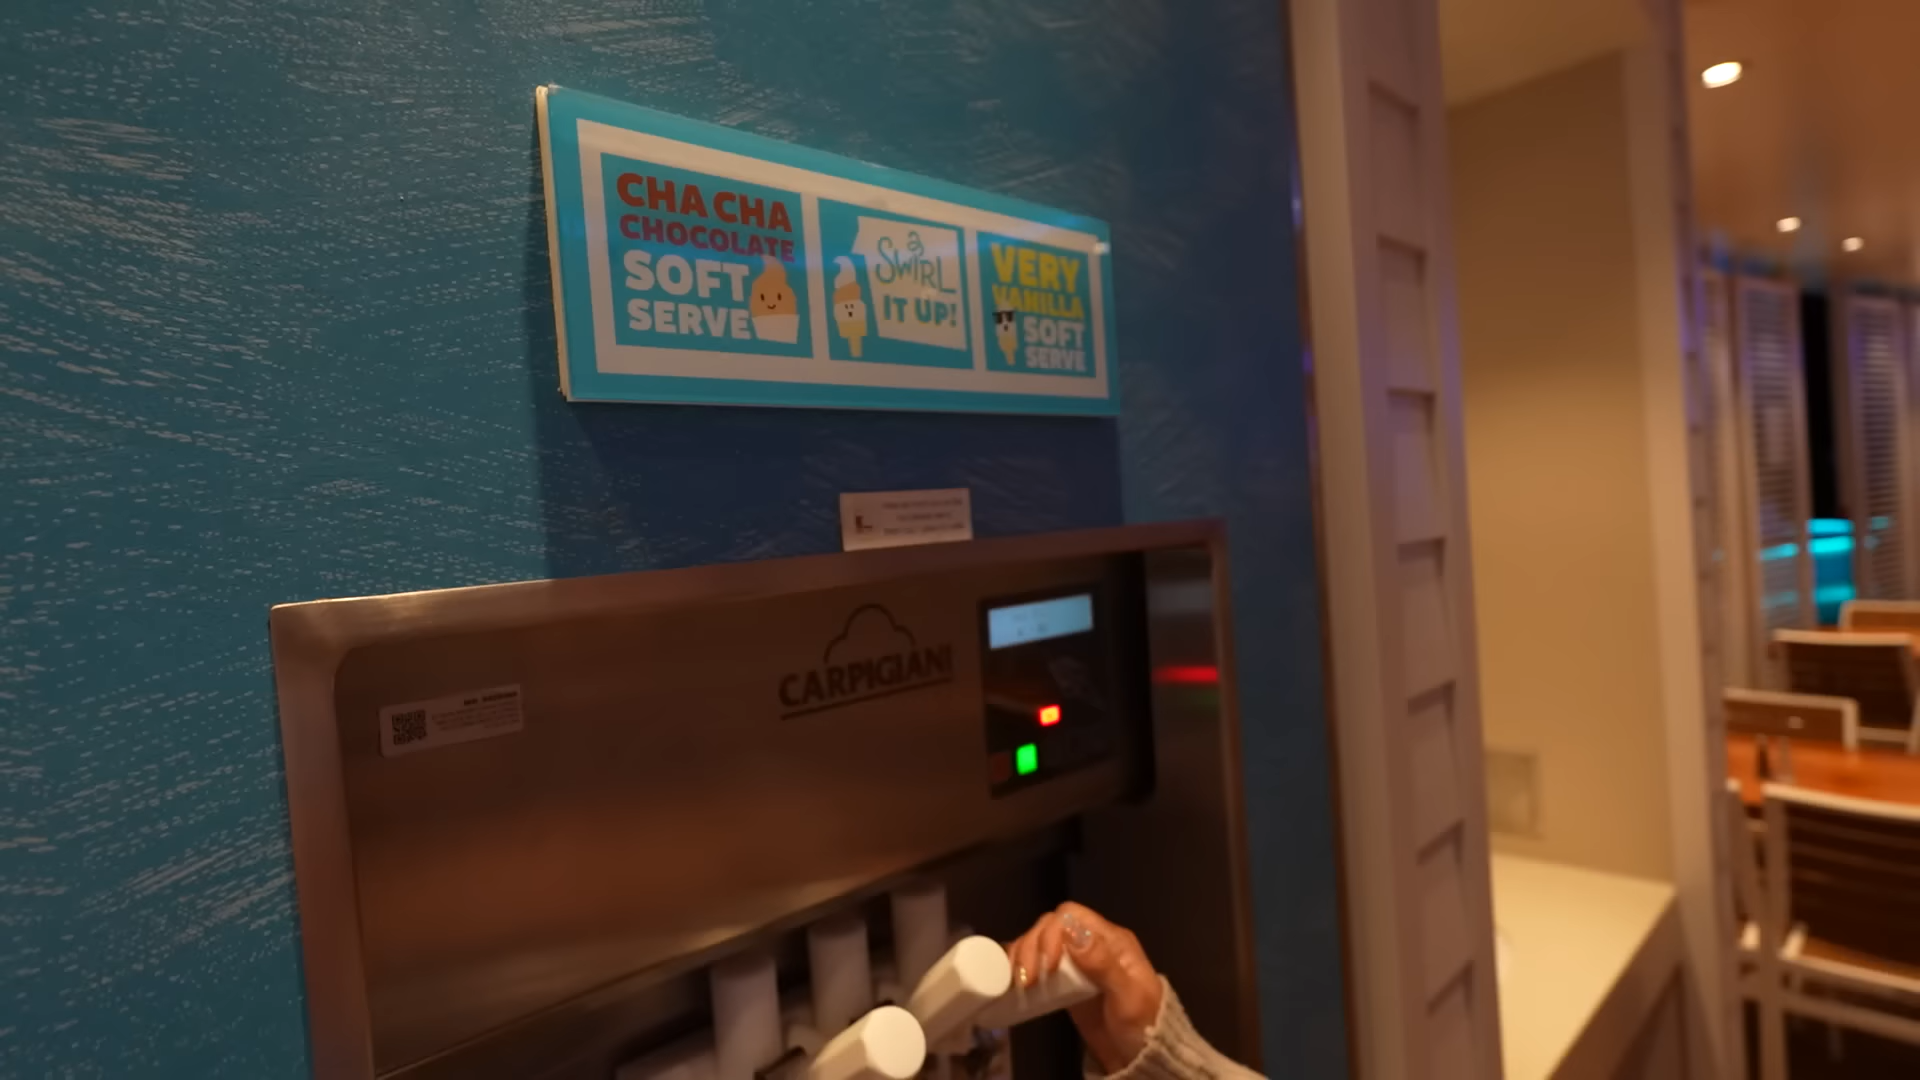 CHA CHA
CHOCOLATE
SOFT
SERVE
a
SWIRL
IT UP!
VERY
VANILLA
SOFT
SERVE
CARPIGIANI